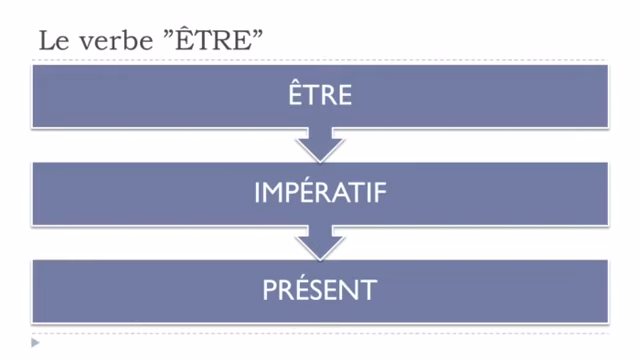 Le verbe ”ÊTRE”
ÊTRE
IMPÉRATIF
PRÉSENT